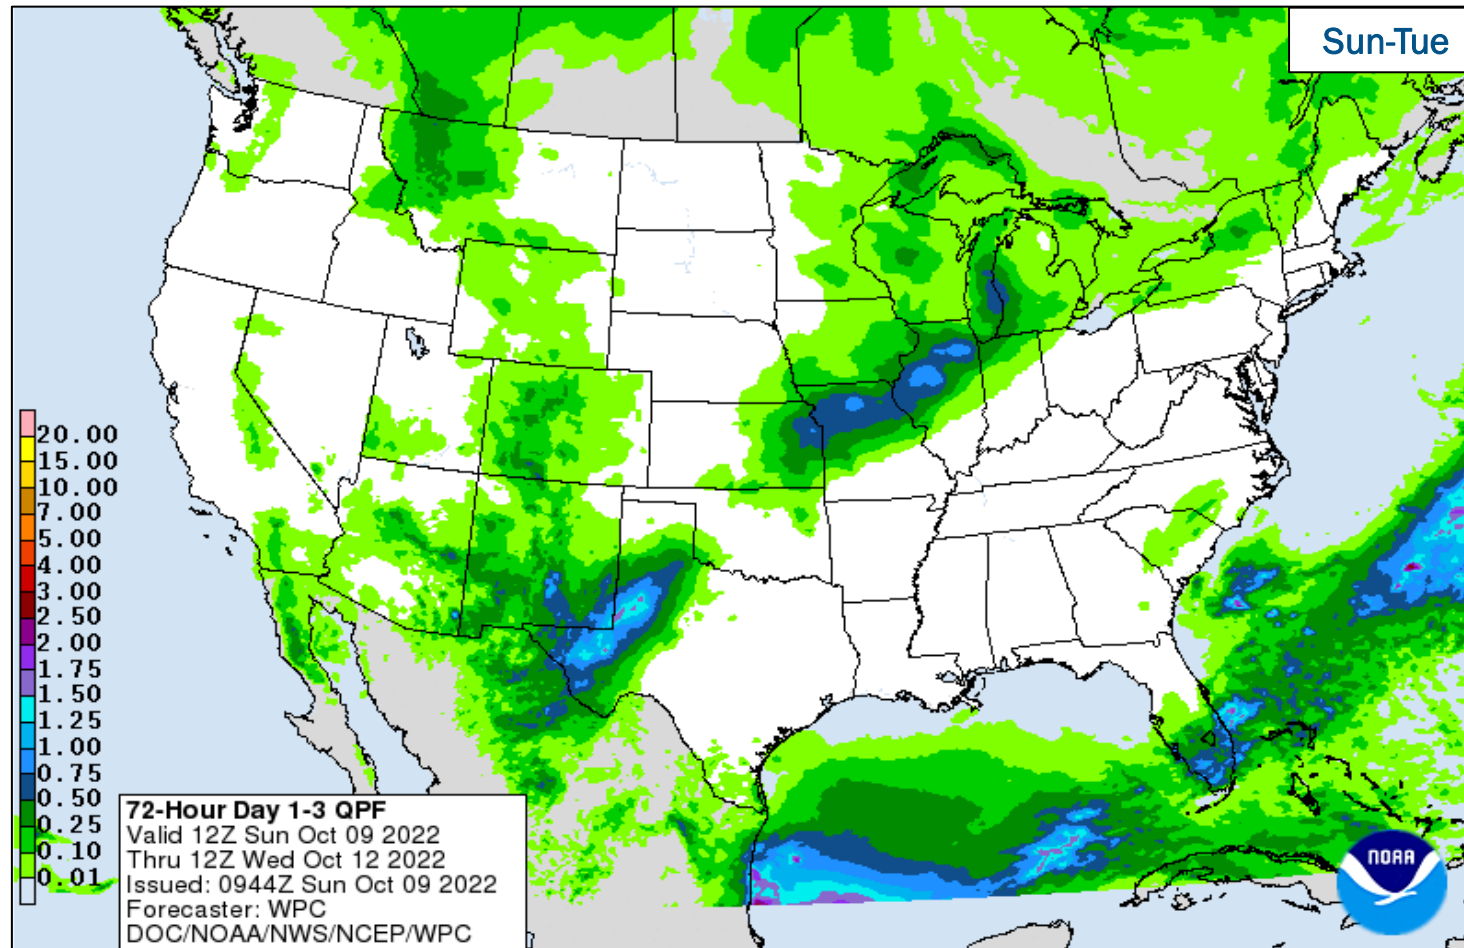 Sun-Tue
20.00
15.00
10.00
7.00
5.00
4.00
3.00
2.50
2.00
1.75
1.50
1.25
1.00
0.75
0.50
0.25
0.10
0.01
72-Hour Day 1-3 QPF
Valid 12Z Sun Oct 09 2022
Thru 12Z Wed Oct 12 2022
Issued: 0944Z Sun Oct 09 2022
Forecaster: WPC
DOC/NOAA/NWS/NCEP/WPC
NOAA